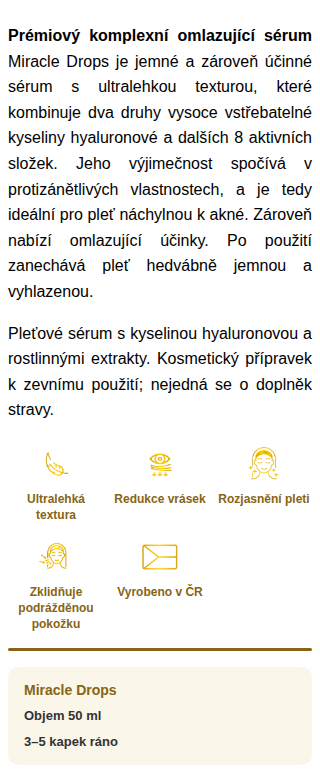 Prémiový komplexní omlazující sérum
Miracle Drops je jemné a zároveň účinné
sérum s ultralehkou texturou, které
kombinuje dva druhy vysoce vstřebatelné
kyseliny hyaluronové a dalších 8 aktivních
složek. Jeho výjimečnost spočívá v
protizánětlivých vlastnostech, a je tedy
ideální pro pleť náchylnou k akné. Zároveň
nabízí omlazující účinky. Po použití
zanechává pleť hedvábně jemnou a
vyhlazenou.
Pleťové sérum s kyselinou hyaluronovou a
rostlinnými extrakty. Kosmetický přípravek
k zevnímu použití; nejedná se o doplněk
stravy.
Ultralehká
textura
Redukce vrásek
Rozjasnění pleti
Zklidňuje
podrážděnou
pokožku
Vyrobeno v ČR
Miracle Drops
Objem 50 ml
3–5 kapek ráno